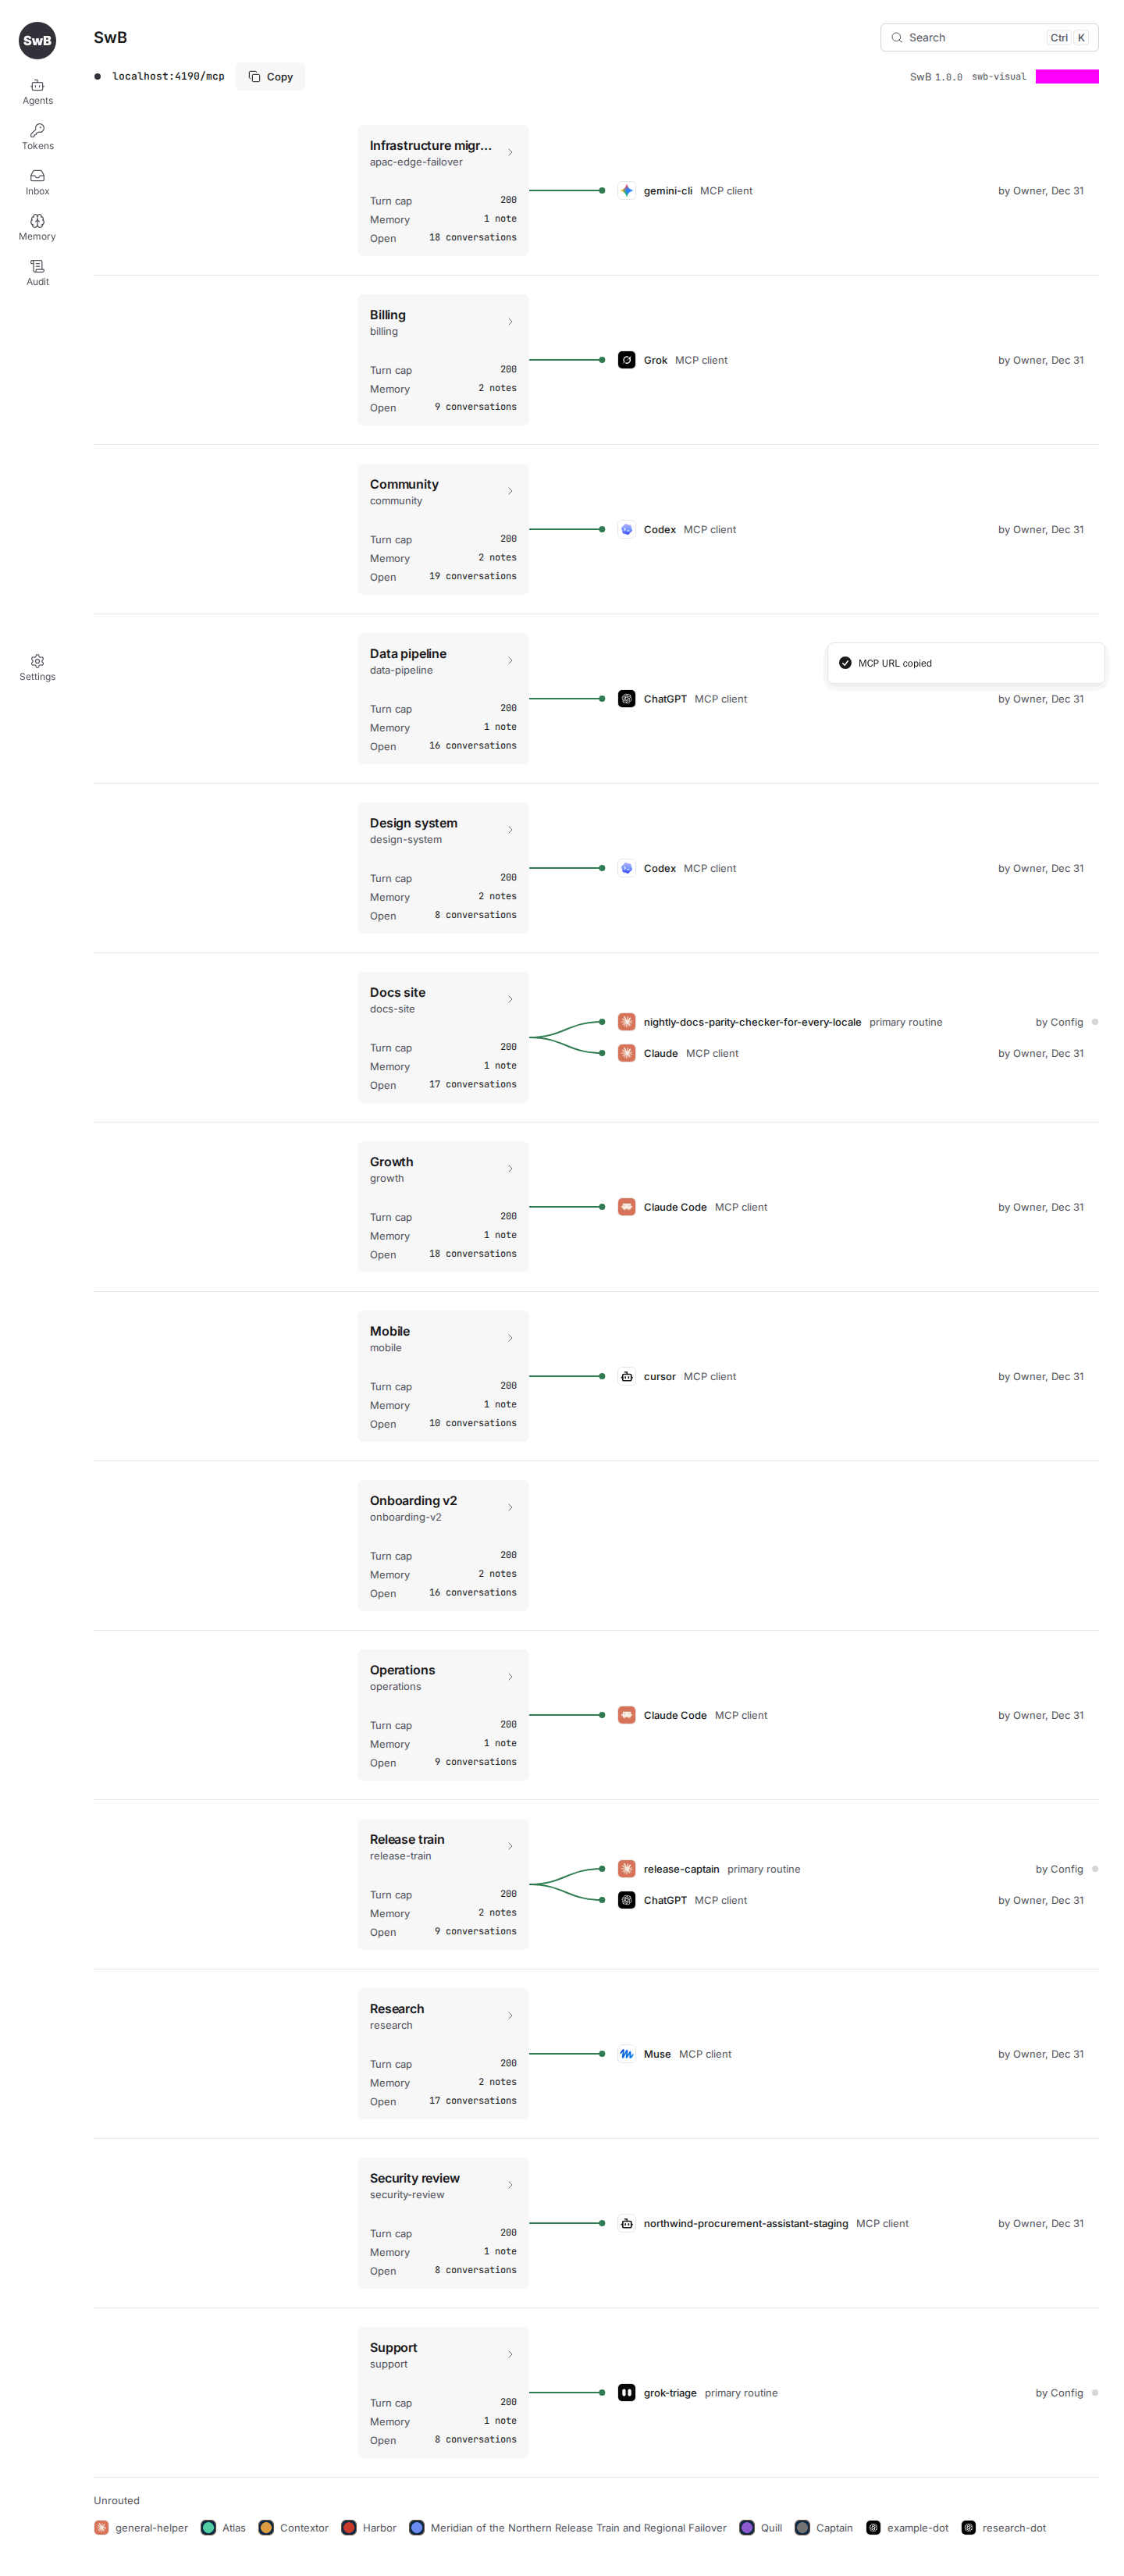 SwB
Agents
Tokens
Inbox
Memory
Audit
Settings
SwB
Search Ctrl K
localhost:4190/mcp Copy SwB 1.0.0 swb-visual
Infrastructure migr...
apac-edge-failover
Turn cap 200
Memory 1 note
Open 18 conversations
gemini-cli MCP client by Owner, Dec 31
Billing
billing
Turn cap 200
Memory 2 notes
Open 9 conversations
Grok MCP client by Owner, Dec 31
Community
community
Turn cap 200
Memory 2 notes
Open 19 conversations
Codex MCP client by Owner, Dec 31
Data pipeline
data-pipeline
Turn cap 200
Memory 1 note
Open 16 conversations
MCP URL copied
ChatGPT MCP client by Owner, Dec 31
Design system
design-system
Turn cap 200
Memory 2 notes
Open 8 conversations
Codex MCP client by Owner, Dec 31
Docs site
docs-site
Turn cap 200
Memory 1 note
Open 17 conversations
nightly-docs-parity-checker-for-every-locale primary routine by Config
Claude MCP client by Owner, Dec 31
Growth
growth
Turn cap 200
Memory 1 note
Open 18 conversations
Claude Code MCP client by Owner, Dec 31
Mobile
mobile
Turn cap 200
Memory 1 note
Open 10 conversations
cursor MCP client by Owner, Dec 31
Onboarding v2
onboarding-v2
Turn cap 200
Memory 2 notes
Open 16 conversations
Operations
operations
Turn cap 200
Memory 1 note
Open 9 conversations
Claude Code MCP client by Owner, Dec 31
Release train
release-train
Turn cap 200
Memory 2 notes
Open 9 conversations
release-captain primary routine by Config
ChatGPT MCP client by Owner, Dec 31
Research
research
Turn cap 200
Memory 2 notes
Open 17 conversations
Muse MCP client by Owner, Dec 31
Security review
security-review
Turn cap 200
Memory 1 note
Open 8 conversations
northwind-procurement-assistant-staging MCP client by Owner, Dec 31
Support
support
Turn cap 200
Memory 1 note
Open 8 conversations
grok-triage primary routine by Config
Unrouted
general-helper Atlas Contextor Harbor Meridian of the Northern Release Train and Regional Failover Quill Captain example-dot research-dot